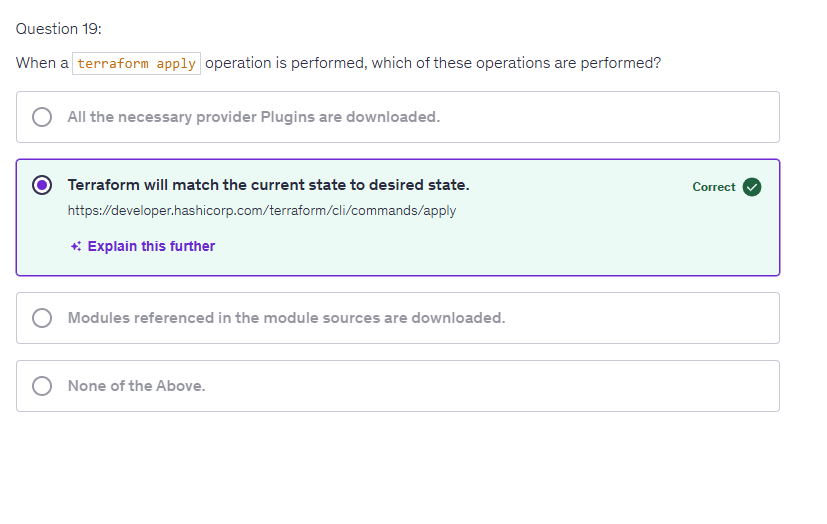 Question 19:
When a terraform apply operation is performed, which of these operations are performed?
All the necessary provider Plugins are downloaded.
Terraform will match the current state to desired state.
Correct
https://developer.hashicorp.com/terraform/cli/commands/apply
Explain this further
Modules referenced in the module sources are downloaded.
None of the Above.